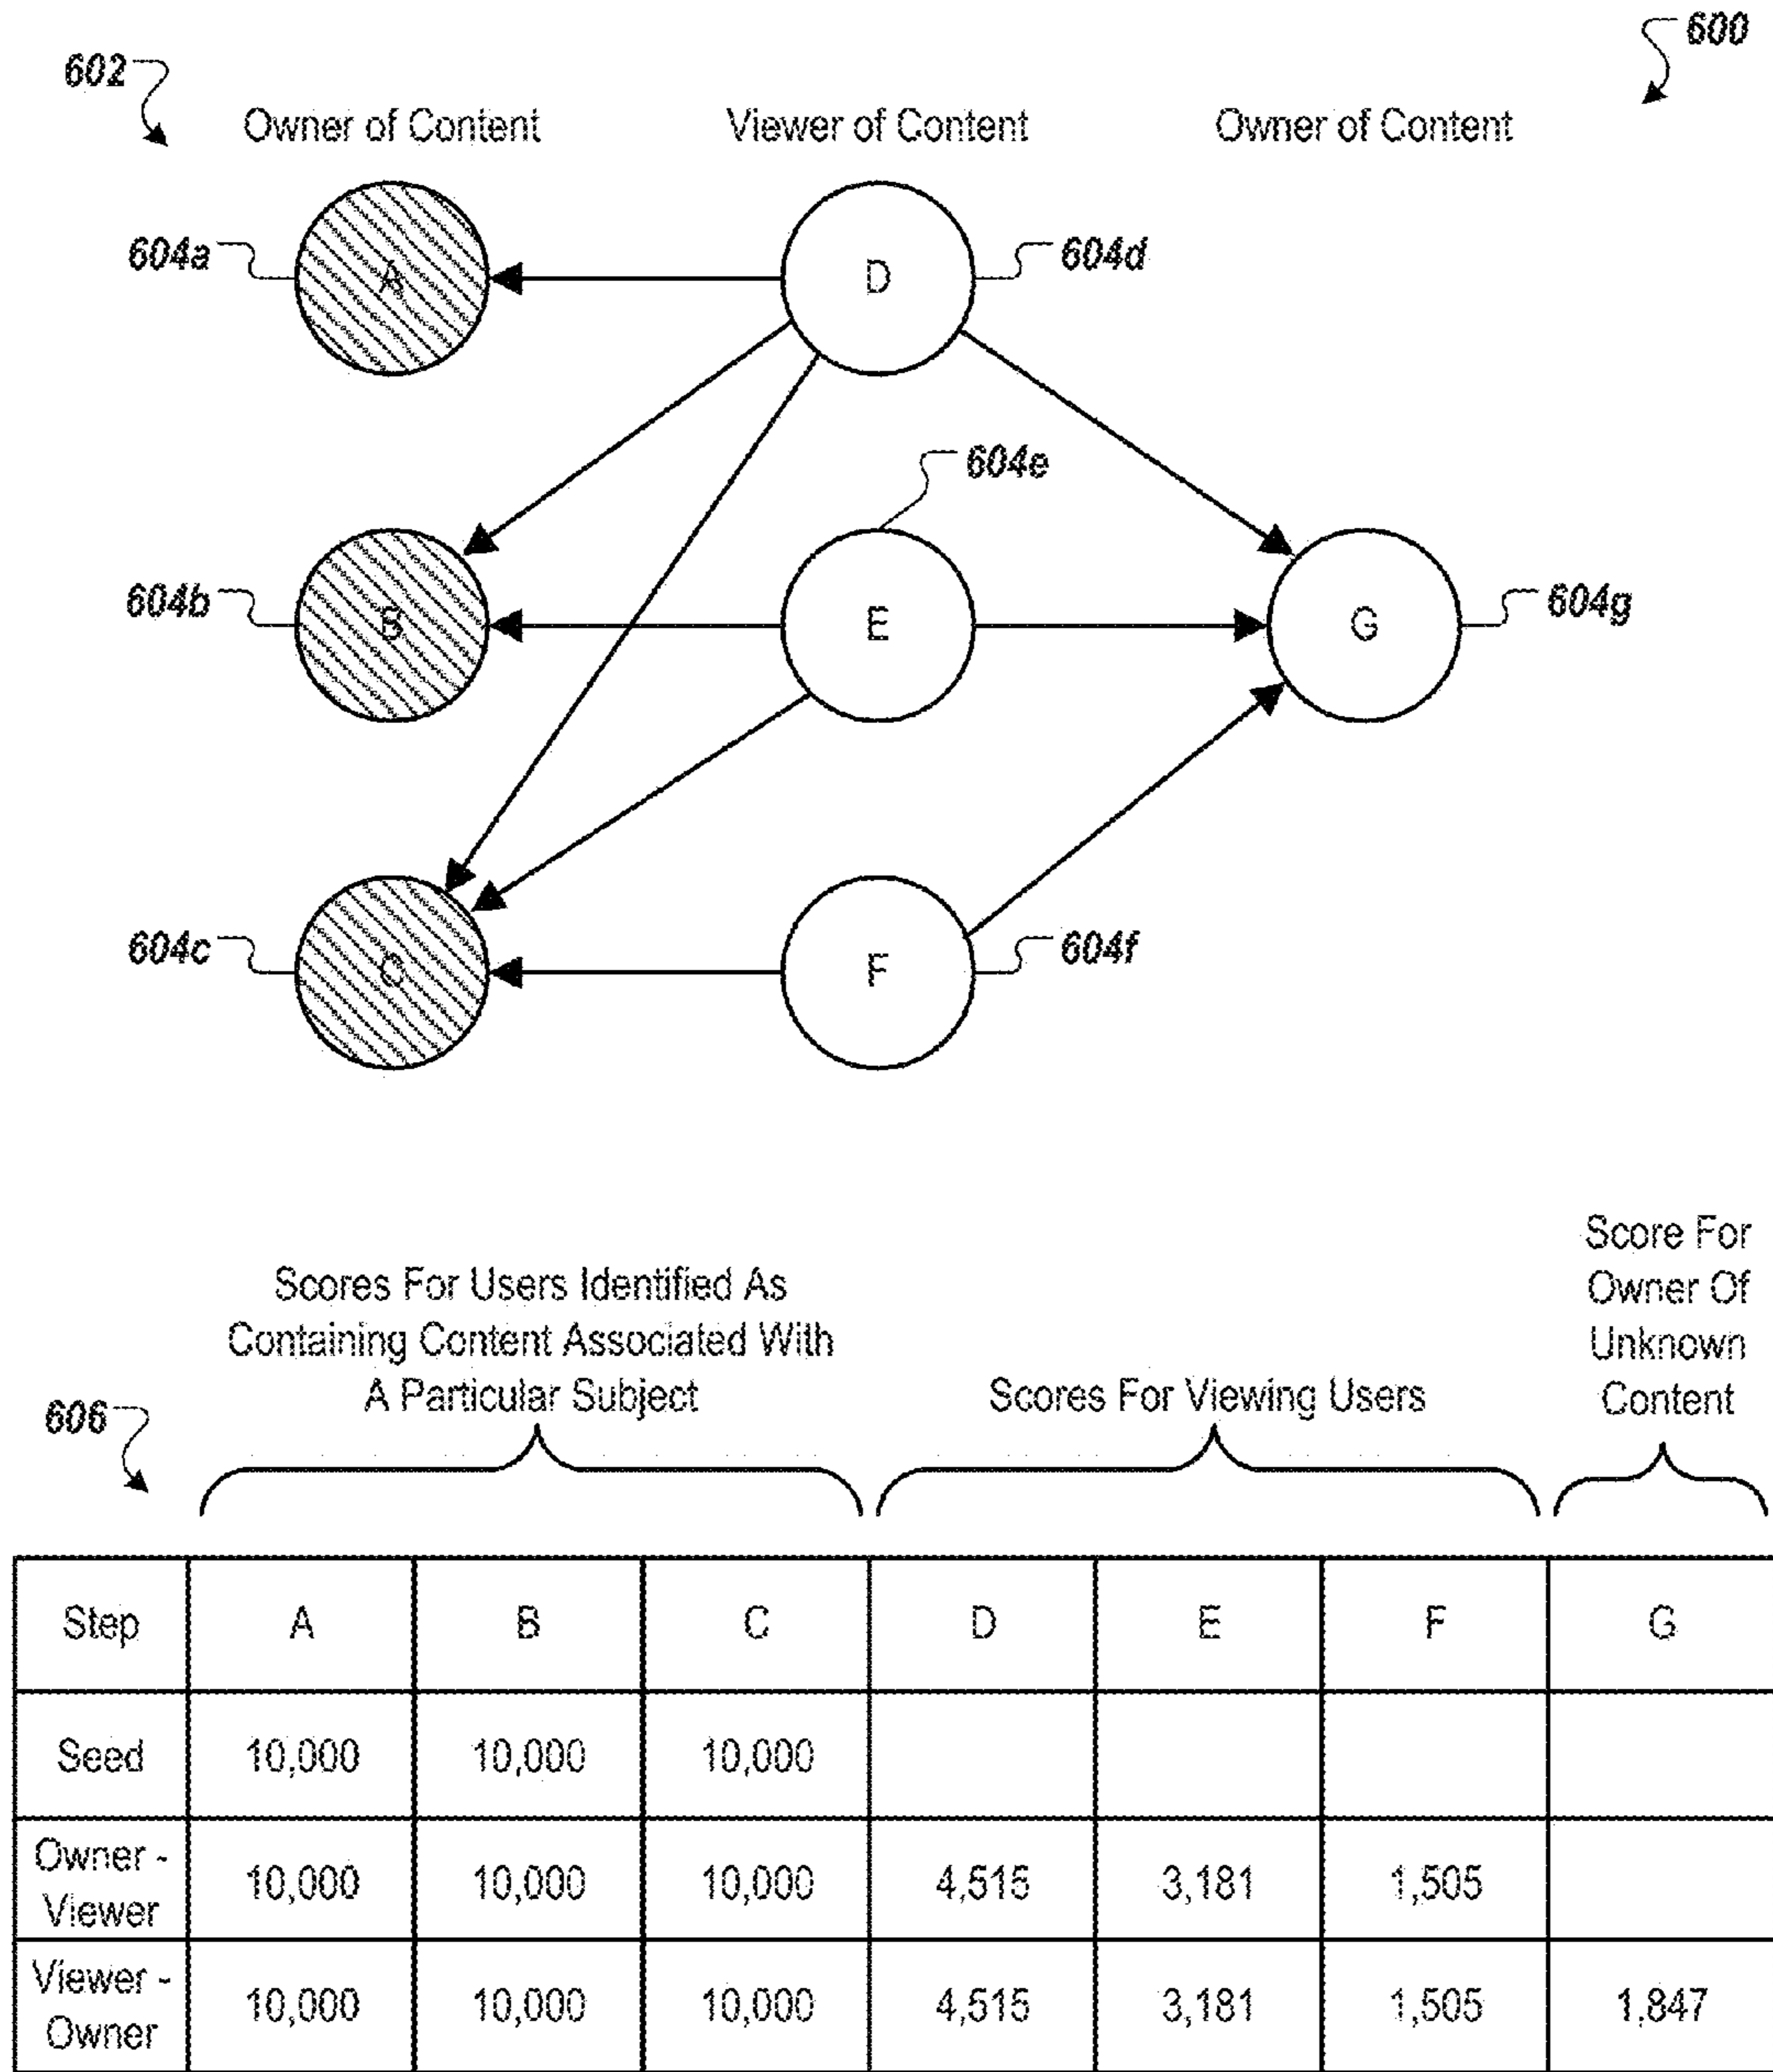 600
602
Owner of Content Viewer of Content Owner of Content
604a A D 604d
604e
604b B E G 604g
604c C F 604f
Score For
Owner Of
Unknown
Content
Scores For Users Identified As
Containing Content Associated With
A Particular Subject
Scores For Viewing Users
606
Step A B C D E F G
Seed 10,000 10,000 10,000
Owner -
Viewer
10,000 10,000 10,000 4,515 3,181 1,505
Viewer -
Owner
10,000 10,000 10,000 4,515 3,181 1,505 1,847